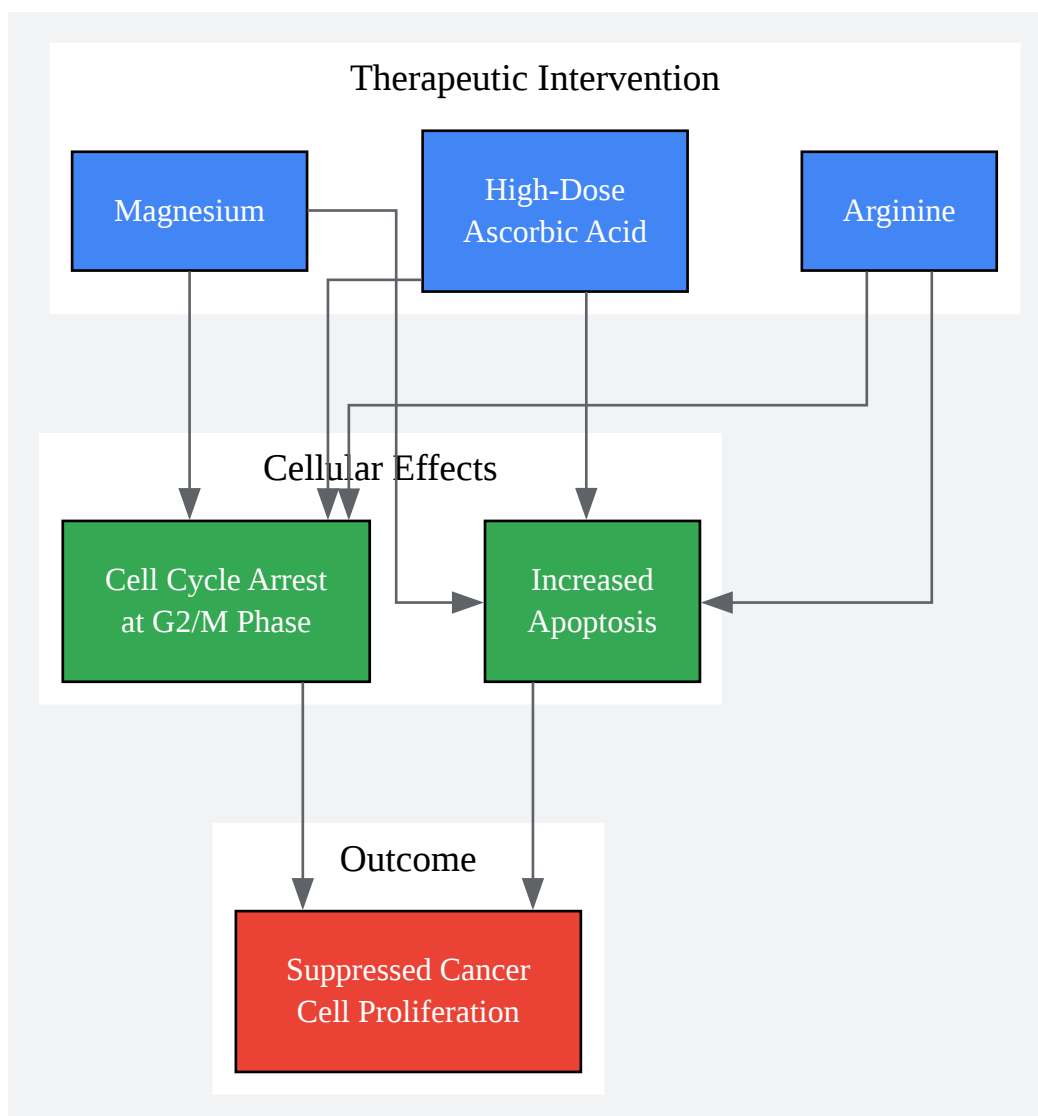 Therapeutic Intervention
Magnesium
High-Dose
Ascorbic Acid
Arginine
Cellular Effects
Cell Cycle Arrest
at G2/M Phase
Increased
Apoptosis
Outcome
Suppressed Cancer
Cell Proliferation